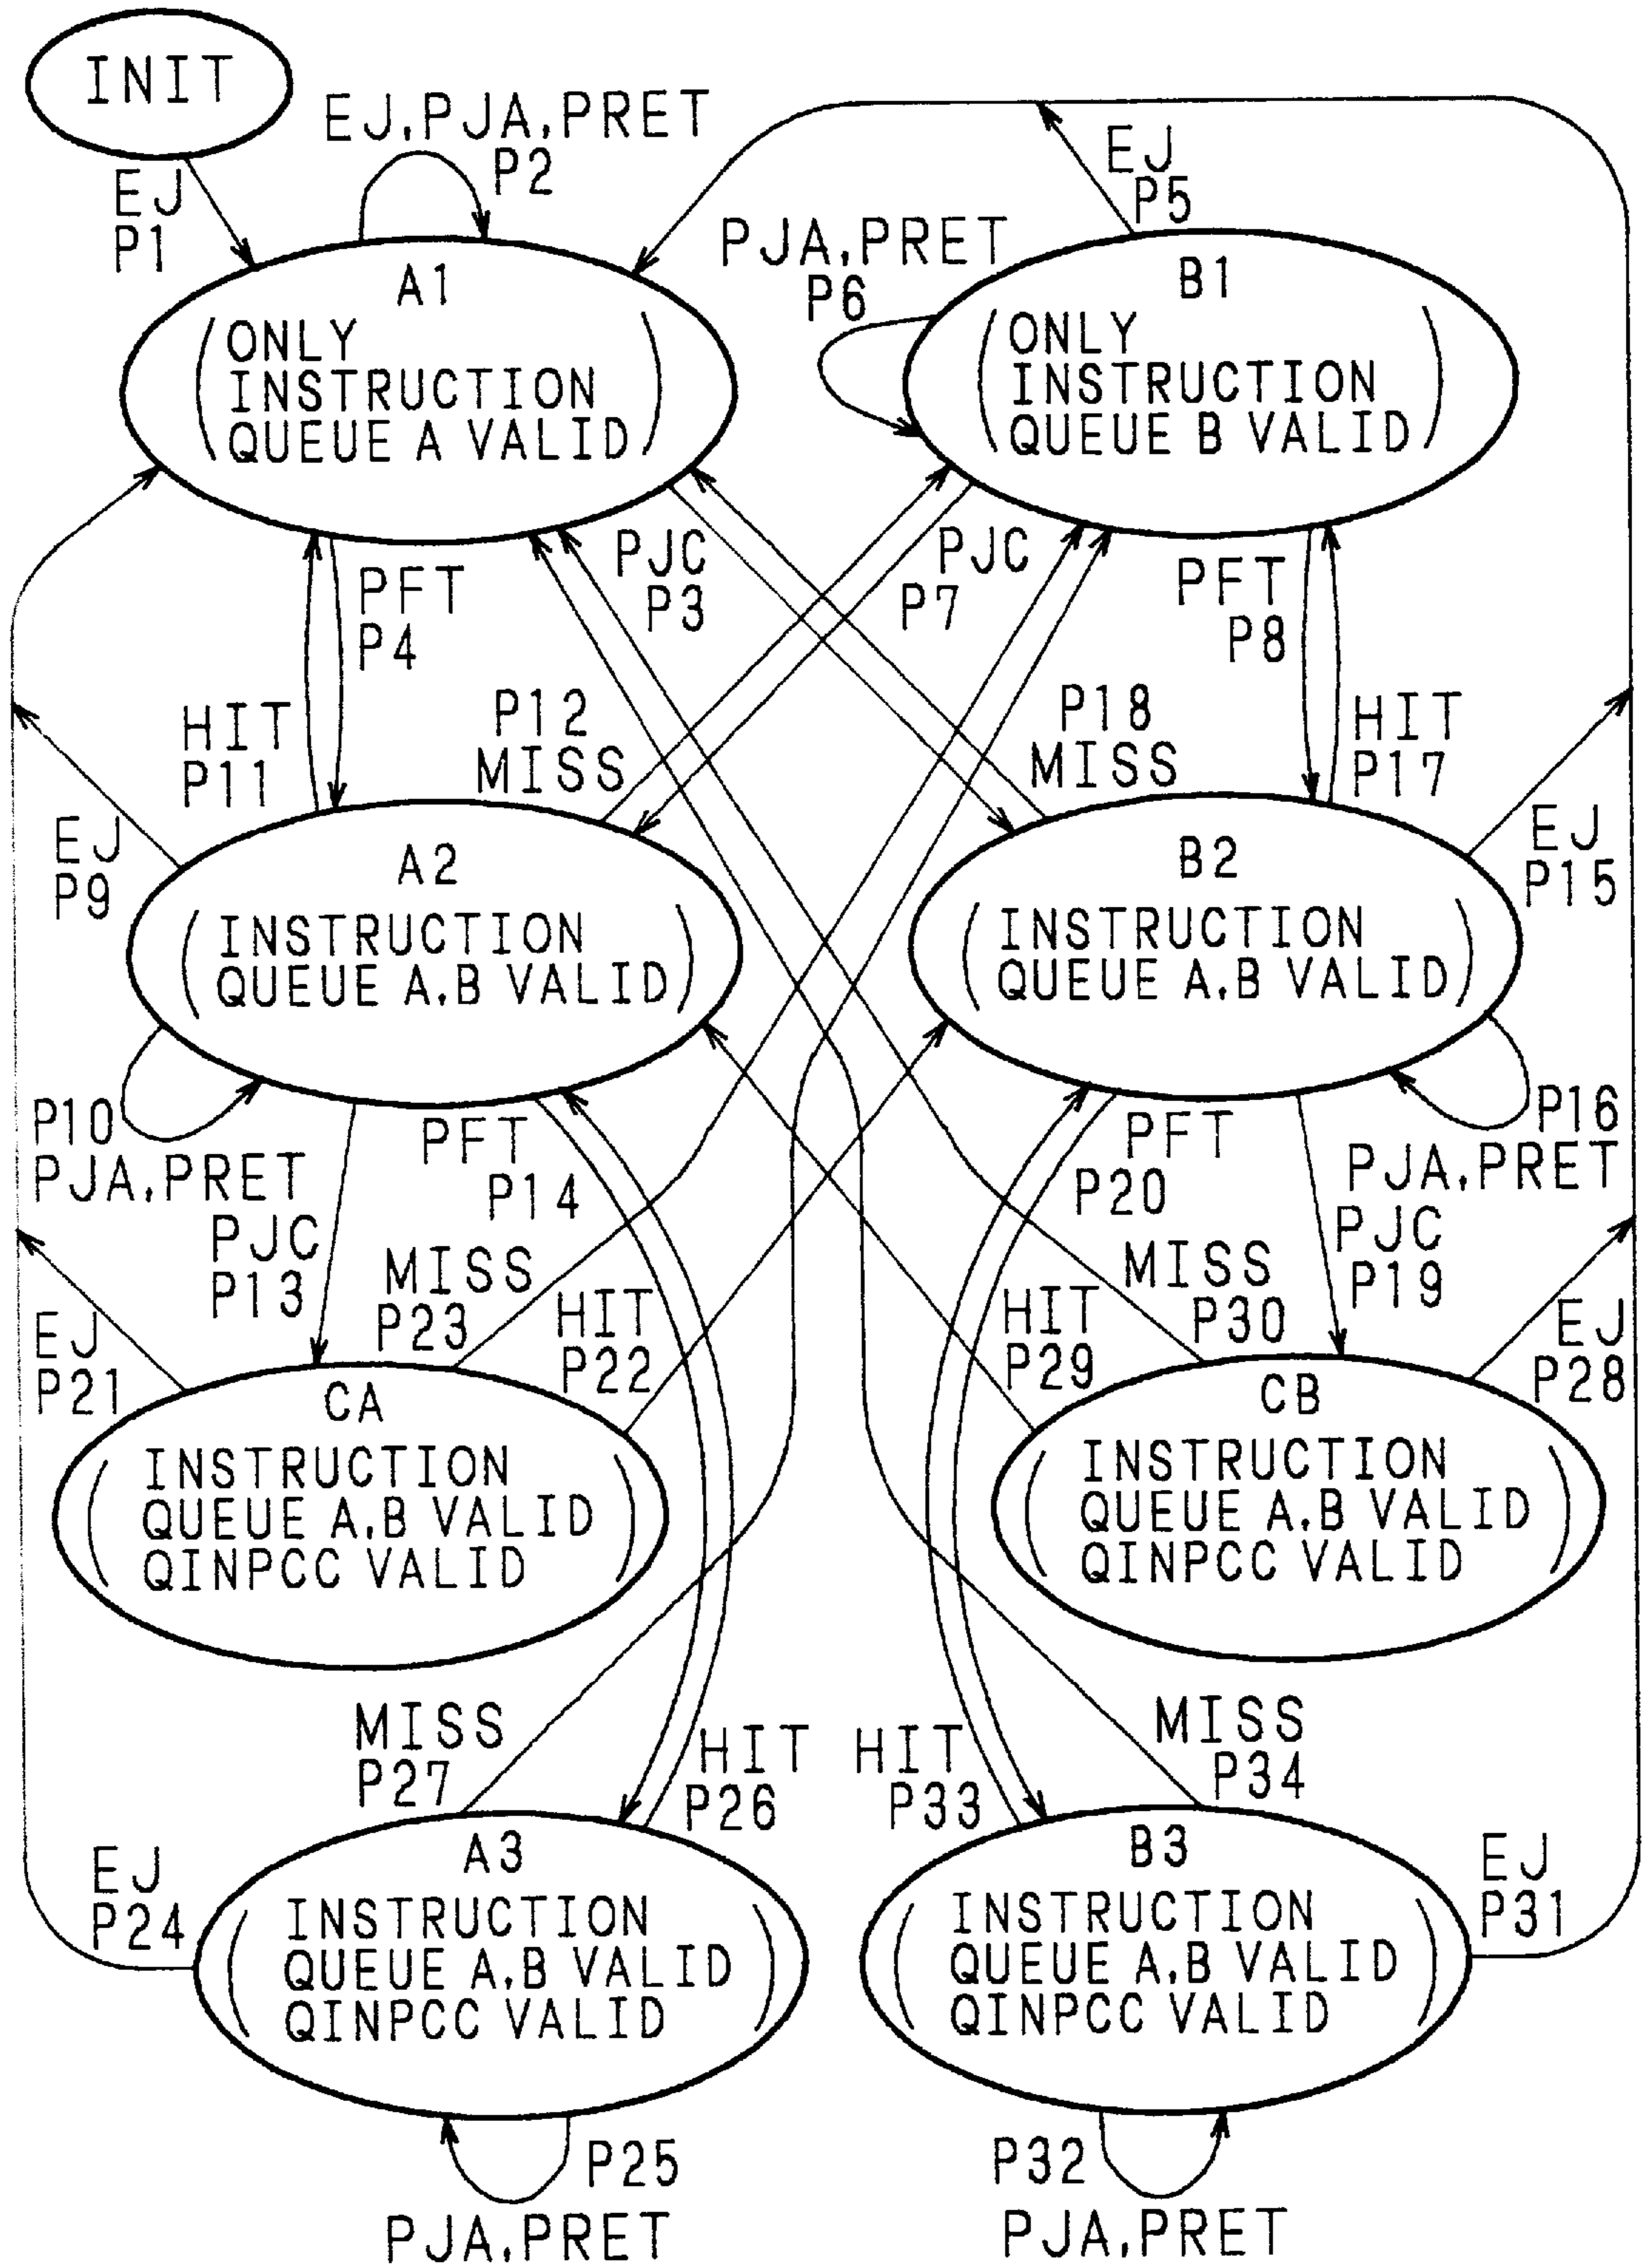 INIT
EJ,PJA,PRET
P2
EJ
P1
EJ
P5
PJA,PRET
P6
A1
ONLY
INSTRUCTION
QUEUE A VALID
B1
ONLY
INSTRUCTION
QUEUE B VALID
PFT
P4
PJC
P3
PJC
P7
PFT
P8
HIT
P11
P12
MISS
P18
MISS
HIT
P17
EJ
P9
EJ
P15
A2
INSTRUCTION
QUEUE A,B VALID
B2
INSTRUCTION
QUEUE A,B VALID
P10
PJA,PRET
PFT
P14
PFT
P20
P16
PJA,PRET
PJC
P13
MISS
P23
HIT
P22
HIT
P29
MISS
P30
PJC
P19
EJ
P21
EJ
P28
CA
INSTRUCTION
QUEUE A,B VALID
QINPCC VALID
CB
INSTRUCTION
QUEUE A,B VALID
QINPCC VALID
MISS
P27
HIT
P26
HIT
P33
MISS
P34
EJ
P24
EJ
P31
A3
INSTRUCTION
QUEUE A,B VALID
QINPCC VALID
B3
INSTRUCTION
QUEUE A,B VALID
QINPCC VALID
P25
PJA,PRET
P32
PJA,PRET